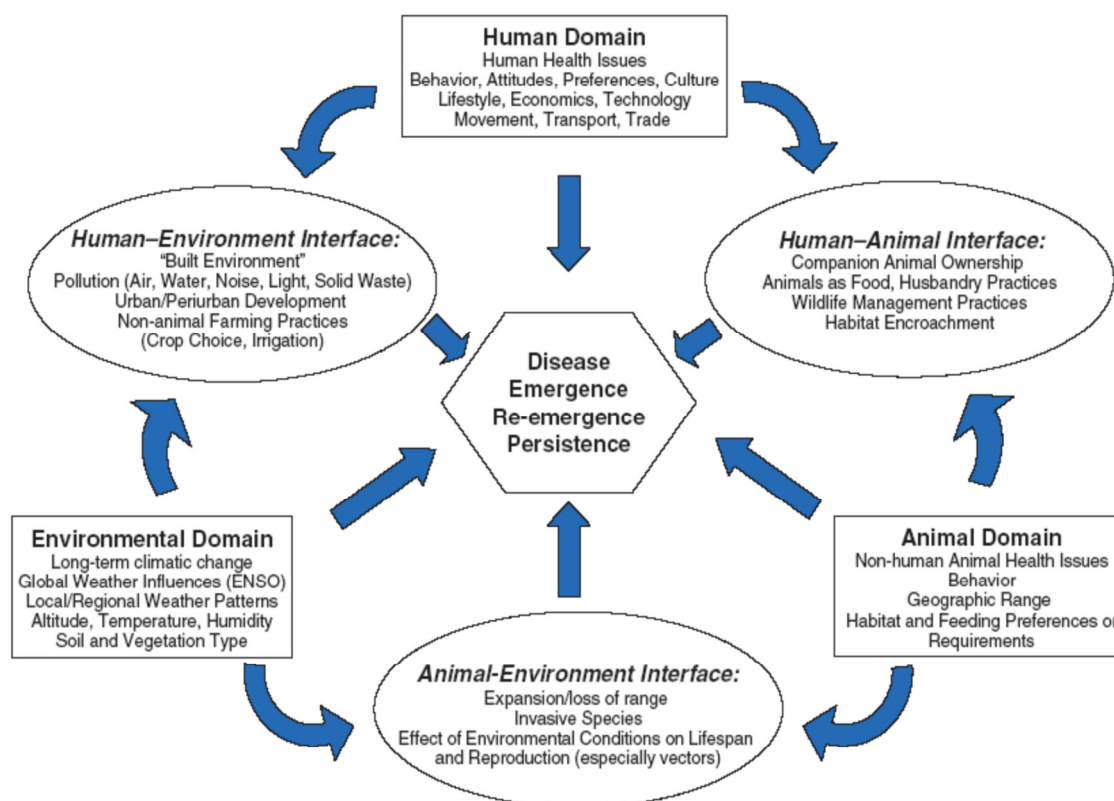 Human Domain
Human Health Issues
Behavior, Attitudes, Preferences, Culture
Lifestyle, Economics, Technology
Movement, Transport, Trade
Human–Environment Interface:
“Built Environment”
Pollution (Air, Water, Noise, Light, Solid Waste)
Urban/Periurban Development
Non-animal Farming Practices
(Crop Choice, Irrigation)
Human–Animal Interface:
Companion Animal Ownership
Animals as Food, Husbandry Practices
Wildlife Management Practices
Habitat Encroachment
Disease
Emergence
Re-emergence
Persistence
Environmental Domain
Long-term climatic change
Global Weather Influences (ENSO)
Local/Regional Weather Patterns
Altitude, Temperature, Humidity
Soil and Vegetation Type
Animal Domain
Non-human Animal Health Issues
Behavior
Geographic Range
Habitat and Feeding Preferences or
Requirements
Animal-Environment Interface:
Expansion/loss of range
Invasive Species
Effect of Environmental Conditions on Lifespan
and Reproduction (especially vectors)